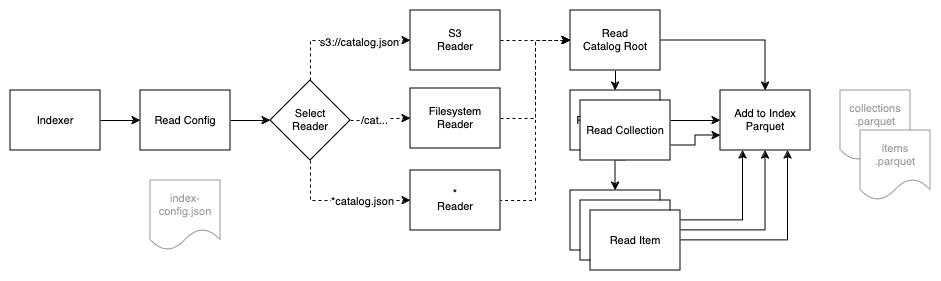 Indexer
Read Config
index-
config.json
Select
Reader
s3://catalog.json
/cat...
*catalog.json
S3
Reader
Filesystem
Reader
*
Reader
Read
Catalog Root
Read Collection
Read Item
Add to Index
Parquet
collections
.parquet
items
.parquet